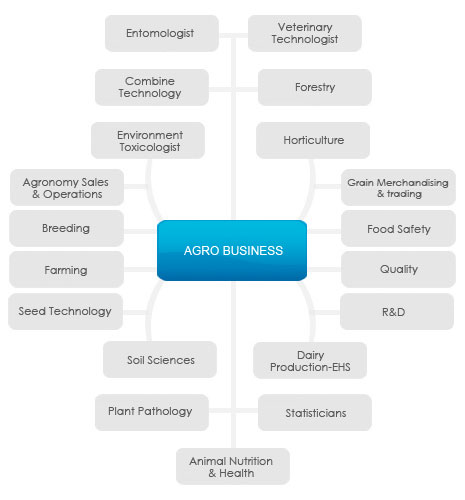 Entomologist
Veterinary
Technologist
Combine
Technology
Forestry
Environment
Toxicologist
Horticulture
Agronomy Sales
& Operations
Grain Merchandising
& trading
Breeding
Food Safety
AGRO BUSINESS
Farming
Quality
Seed Technology
R&D
Soil Sciences
Dairy
Production-EHS
Plant Pathology
Statisticians
Animal Nutrition
& Health